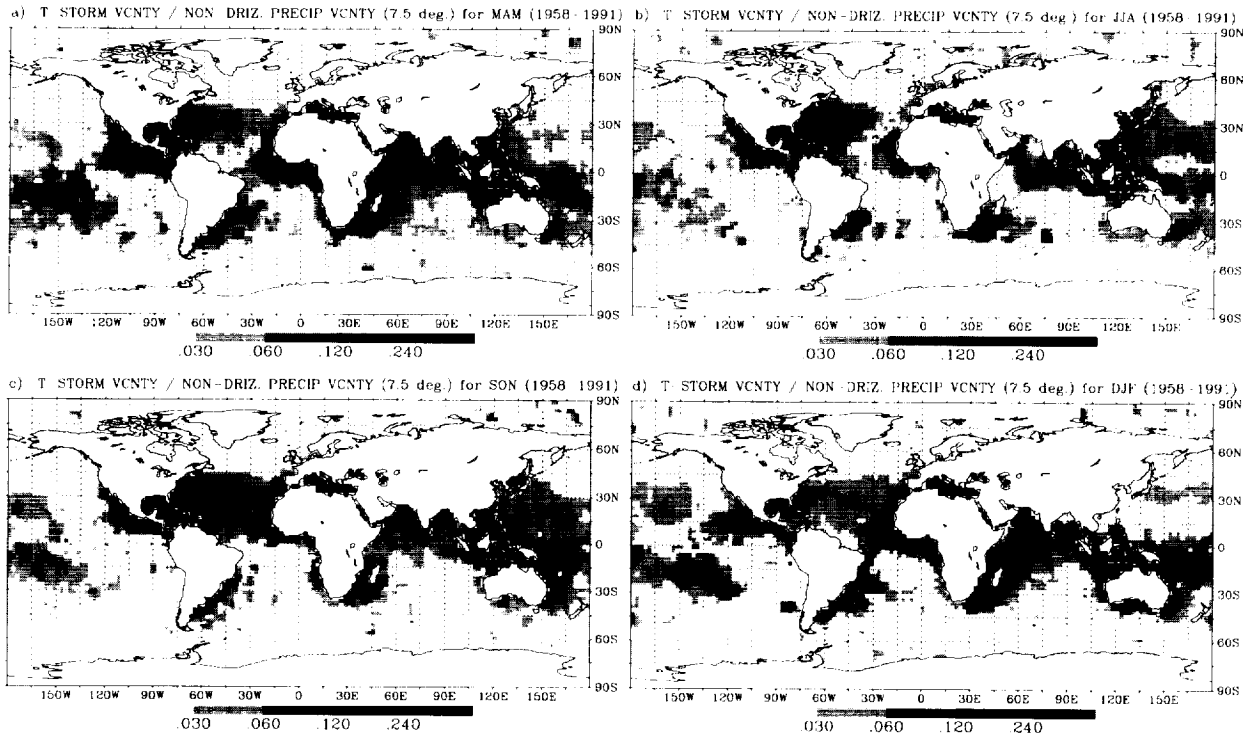 a) T STORM VCNTY / NON DRIZ. PRECIP VCNTY (7.5 deg.) for MAM (1958-1991)
90N
60N
30N
0
30S
60S
90S
150W 120W 90W 60W 30W 0 30E 60E 90E 120E 150E
.030 .060 .120 .240
b) T STORM VCNTY / NON-DRIZ. PRECIP VCNTY (7.5 deg ) for JJA (1958-1991)
90N
60N
30N
0
30S
60S
90S
150W 120W 90W 60W 30W 0 30E 60E 90E 120E 150E
.030 .060 .120 .240
c) T STORM VCNTY / NON-DRIZ. PRECIP VCNTY (7.5 deg.) for SON (1958 1991)
90N
60N
30N
0
30S
60S
90S
150W 120W 90W 60W 30W 0 30E 60E 90E 120E 150E
.030 .060 .120 .240
d) T STORM VCNTY / NON-DRIZ. PRECIP VCNTY (7.5 deg.) for DJF (1958-1991)
90N
60N
30N
0
30S
60S
90S
150W 120W 90W 60W 30W 0 30E 60E 90E 120E 150E
.030 .060 .120 .240